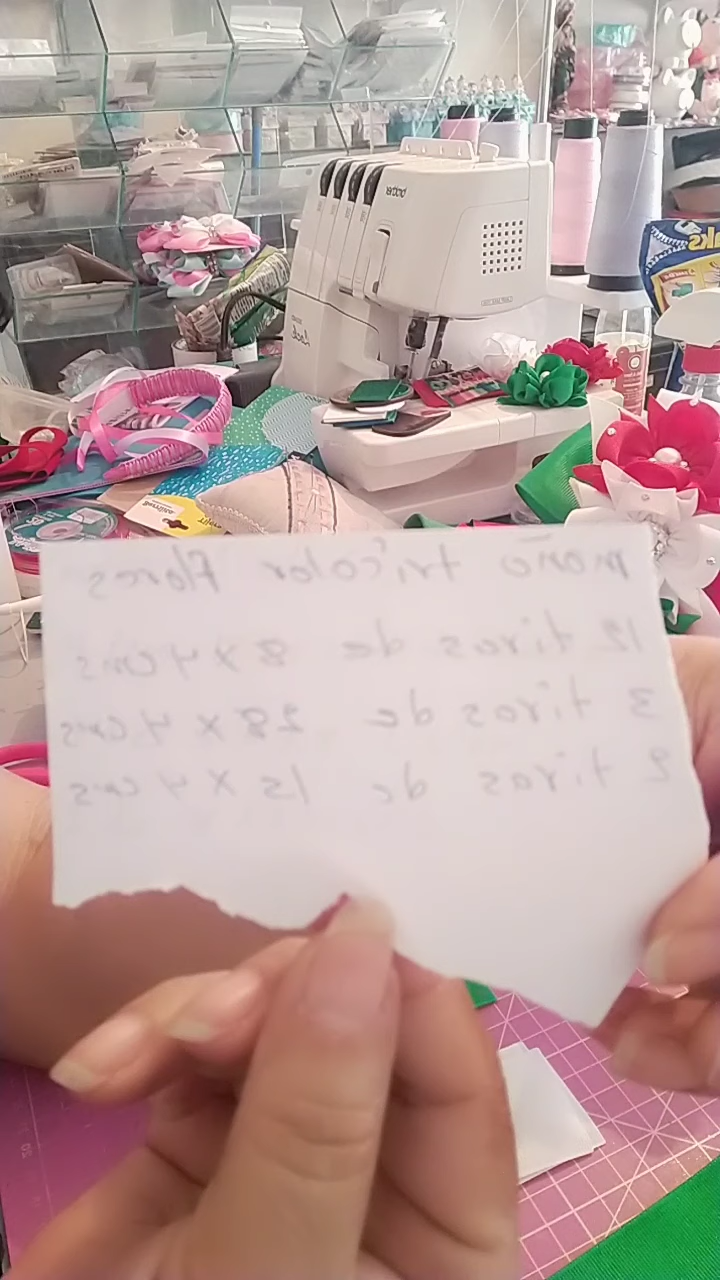 brother
moño tricolor flores
12 tiras de 8 x 4 cms
3 tiras de 28 x 4 cms
2 tiras de 15 x 4 cms